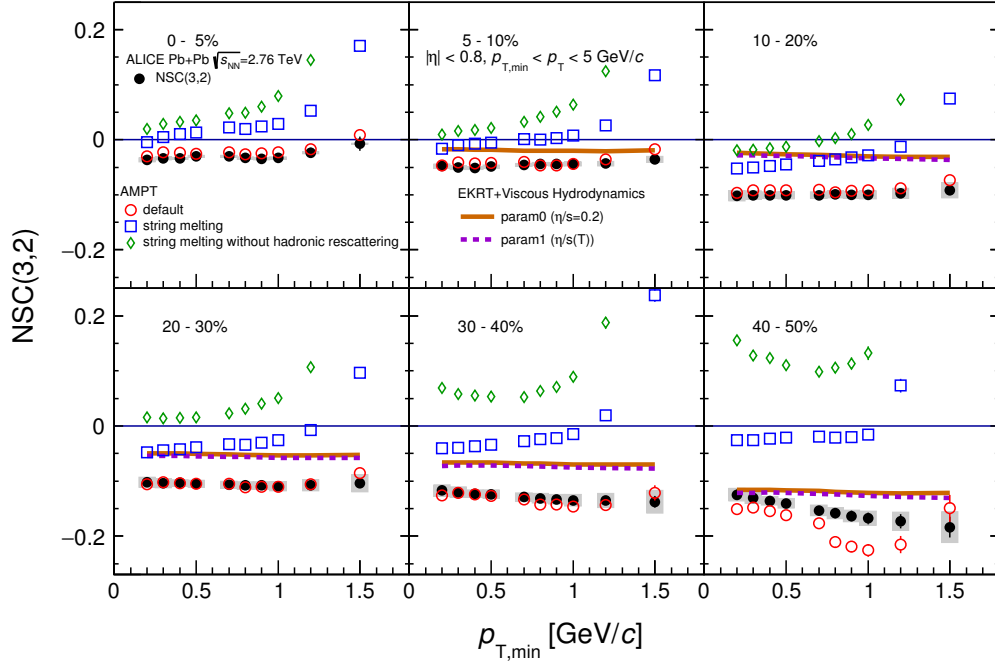 0 - 5%
5 - 10%
10 - 20%
ALICE Pb+Pb √sNN=2.76 TeV
|η| < 0.8, pT,min < pT < 5 GeV/c
NSC(3,2)
AMPT
default
string melting
string melting without hadronic rescattering
EKRT+Viscous Hydrodynamics
param0 (η/s=0.2)
param1 (η/s(T))
0.2
0
−0.2
NSC(3,2)
20 - 30%
30 - 40%
40 - 50%
0.2
0
−0.2
0 0.5 1 1.5 0 0.5 1 1.5 0 0.5 1 1.5
pT,min [GeV/c]